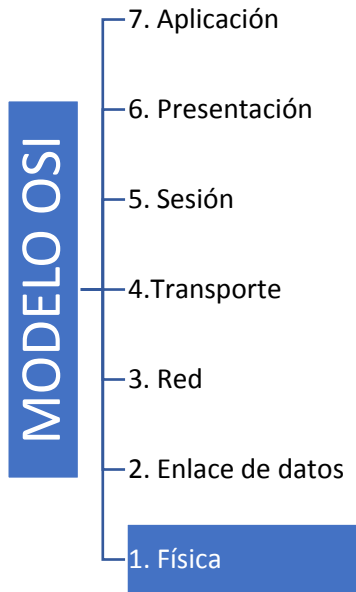 MODELO OSI
7. Aplicación
6. Presentación
5. Sesión
4.Transporte
3. Red
2. Enlace de datos
1. Física